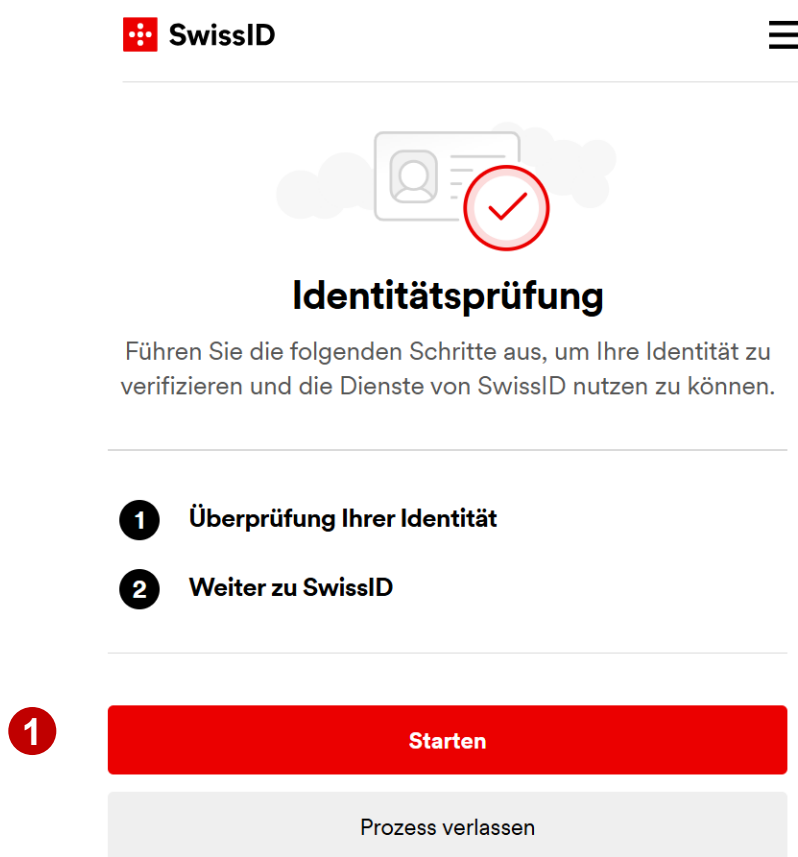 SwissID
Identitätsprüfung
Führen Sie die folgenden Schritte aus, um Ihre Identität zu
verifizieren und die Dienste von SwissID nutzen zu können.
1 Überprüfung Ihrer Identität
2 Weiter zu SwissID
1 Starten
Prozess verlassen